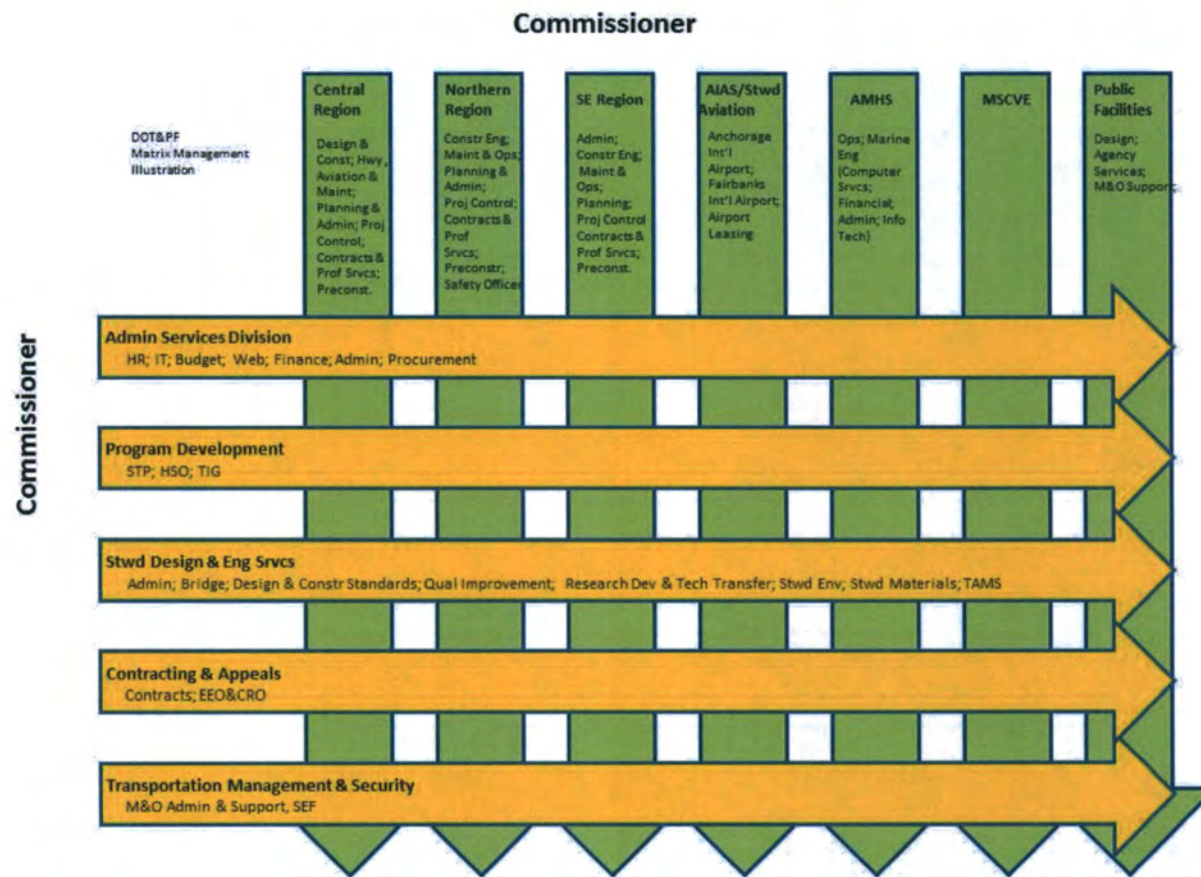 Commissioner
Commissioner
DOT&PF
Matrix Management
Illustration
Central
Region
Design &
Const; Hwy,
Aviation &
Maint;
Planning &
Admin; Proj
Control;
Contracts &
Prof Srvcs;
Preconst.
Northern
Region
Constr Eng;
Maint & Ops;
Planning &
Admin;
Proj Control;
Contracts &
Prof
Srvcs;
Preconstr;
Safety Officer
SE Region
Admin;
Constr Eng;
Maint &
Ops;
Planning;
Proj Control
Contracts &
Prof Srvcs;
Preconst.
AIAS/Stwd
Aviation
Anchorage
Int'l
Airport;
Fairbanks
Int'l Airport;
Airport
Leasing
AMHS
Ops; Marine
Eng
(Computer
Srvcs;
Financial;
Admin; Info
Tech)
MSCVE
Public
Facilities
Design;
Agency
Services;
M&O Support;
Admin Services Division
HR; IT; Budget; Web; Finance; Admin; Procurement
Program Development
STP; HSO; TIG
Stwd Design & Eng Srvcs
Admin; Bridge; Design & Constr Standards; Qual Improvement; Research Dev & Tech Transfer; Stwd Env; Stwd Materials; TAMS
Contracting & Appeals
Contracts; EEO&CRO
Transportation Management & Security
M&O Admin & Support, SEF